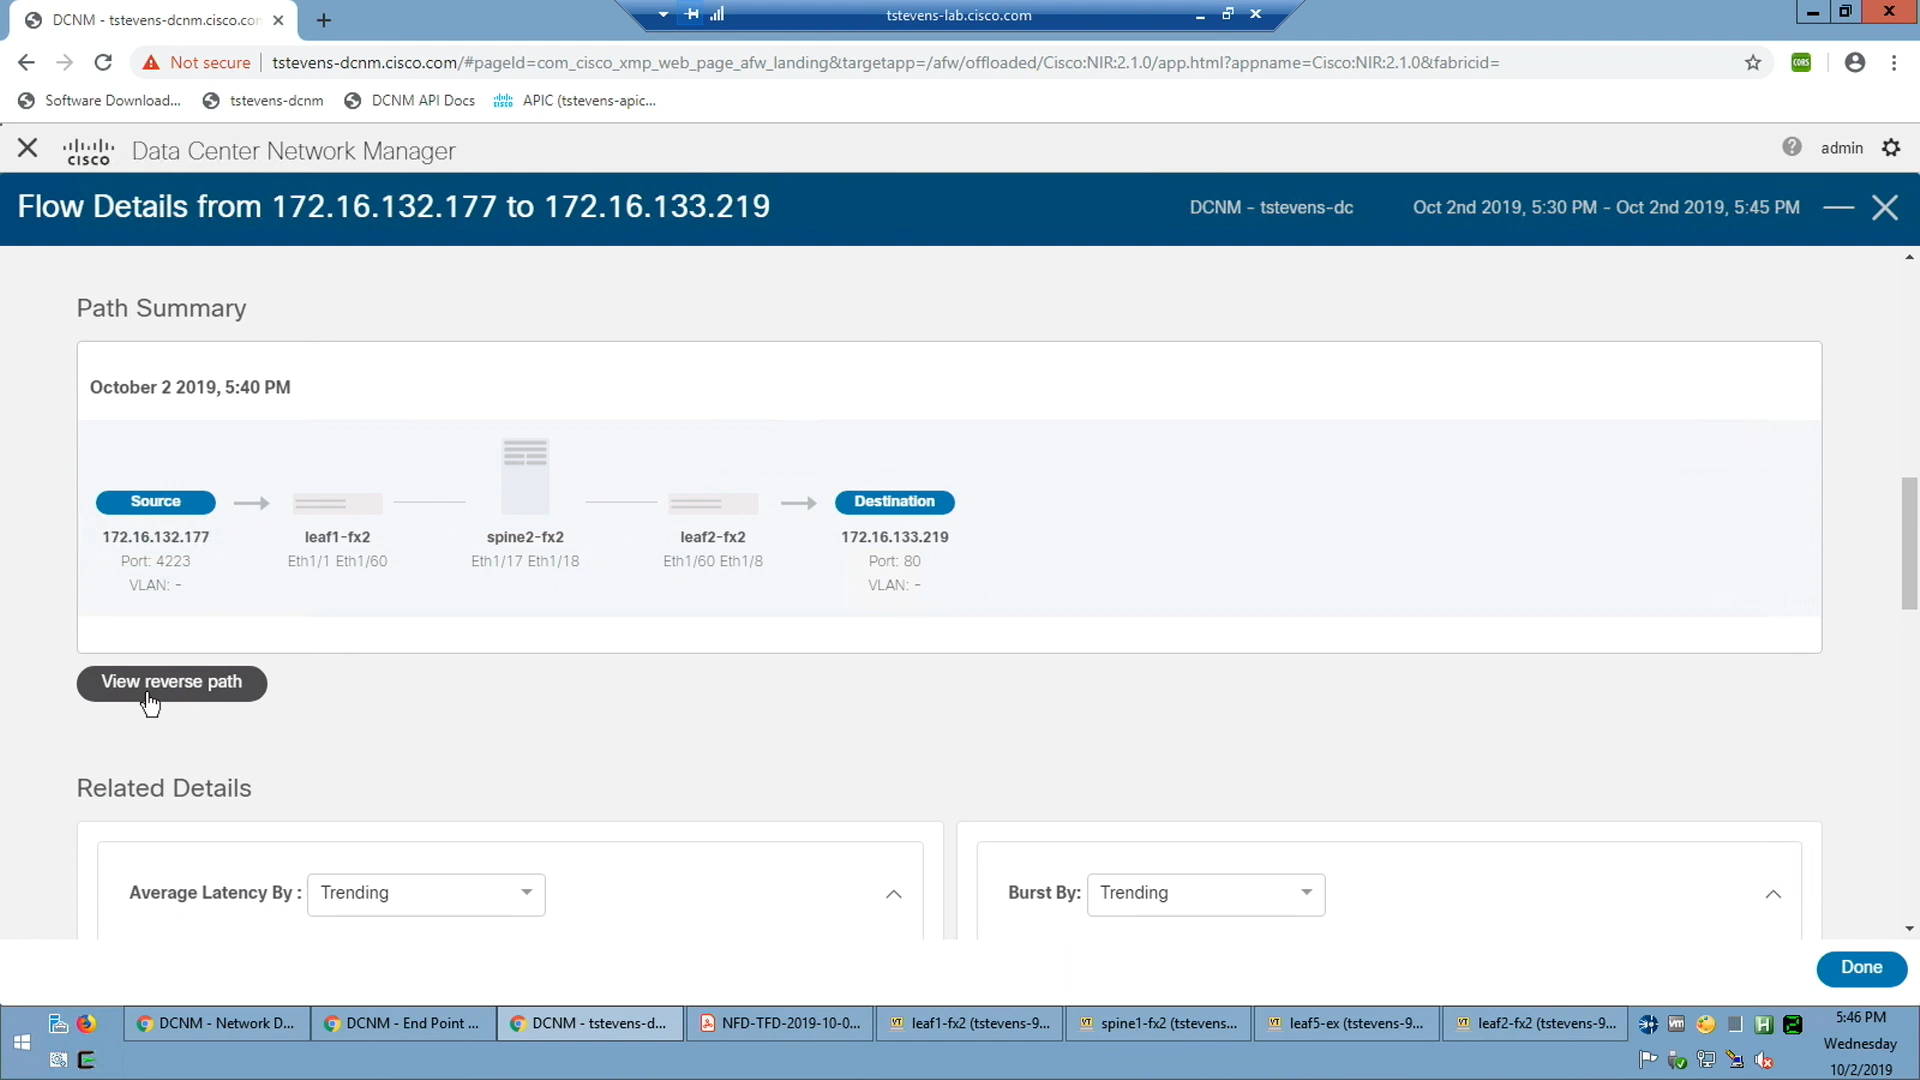 DCNM - tstevens-dcnm.cisco.con
tstevens-lab.cisco.com
Not secure
tstevens-dcnm.cisco.com/#pageId=com_cisco_xmp_web_page_afw_landing&targetapp=/afw/offloaded/Cisco:NIR:2.1.0/app.html?appname=Cisco:NIR:2.1.0&fabricid=
CORS
Software Download...
tstevens-dcnm
DCNM API Docs
APIC (tstevens-apic...
CISCO
Data Center Network Manager
admin
Flow Details from 172.16.132.177 to 172.16.133.219
DCNM - tstevens-dc
Oct 2nd 2019, 5:30 PM - Oct 2nd 2019, 5:45 PM
Path Summary
October 2 2019, 5:40 PM
Source
Destination
172.16.132.177
leaf1-fx2
spine2-fx2
leaf2-fx2
172.16.133.219
Port: 4223
Eth1/1 Eth1/60
Eth1/17 Eth1/18
Eth1/60 Eth1/8
Port: 80
VLAN: -
VLAN: -
View reverse path
Related Details
Average Latency By :
Trending
Burst By:
Trending
Done
DCNM - Network D...
DCNM - End Point ...
DCNM - tstevens-d...
NFD-TFD-2019-10-0...
leaf1-fx2 (tstevens-9...
spine1-fx2 (tstevens...
leaf5-ex (tstevens-9...
leaf2-fx2 (tstevens-9...
5:46 PM
Wednesday
10/2/2019